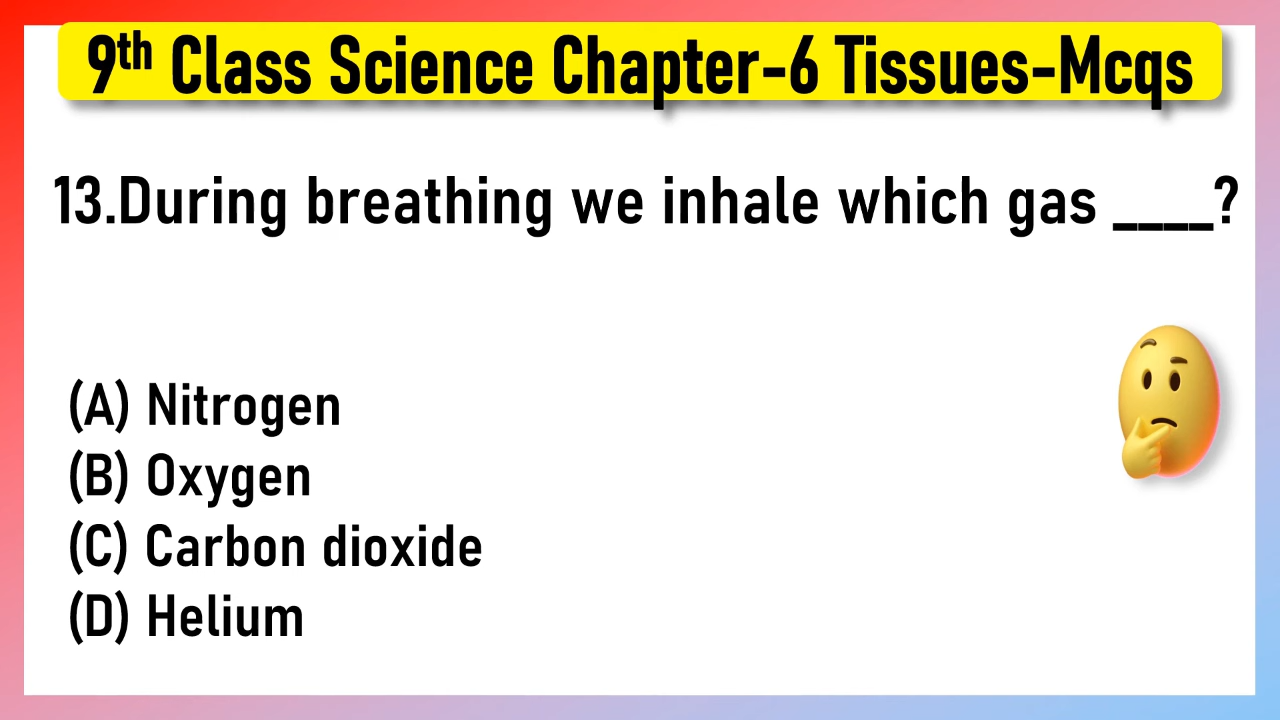 9th Class Science Chapter-6 Tissues-Mcqs
13.During breathing we inhale which gas ____?
(A) Nitrogen
(B) Oxygen
(C) Carbon dioxide
(D) Helium